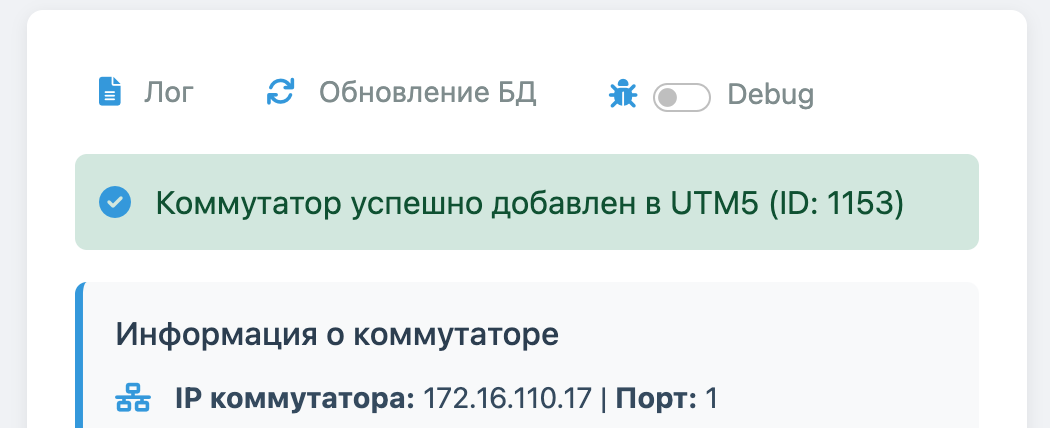 Лог Обновление БД Debug
Коммутатор успешно добавлен в UTM5 (ID: 1153)
Информация о коммутаторе
IP коммутатора: 172.16.110.17 | Порт: 1